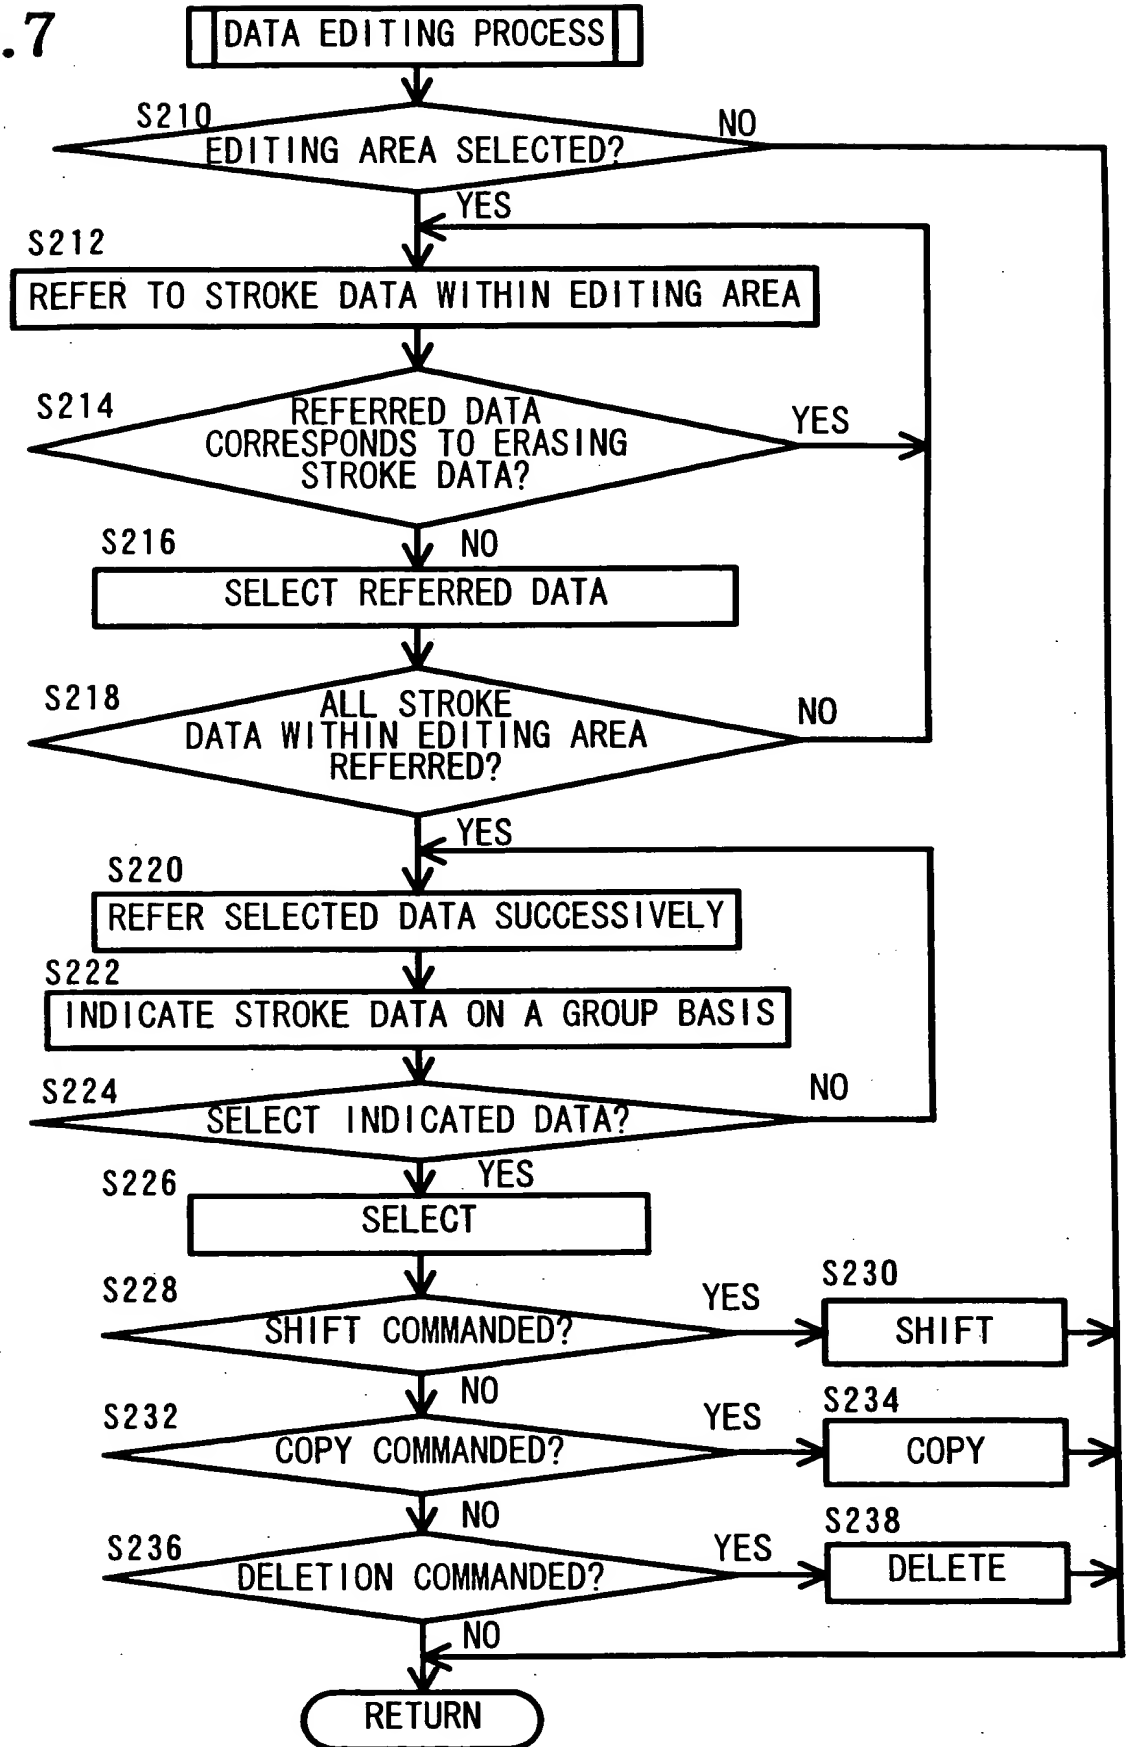 .7
DATA EDITING PROCESS
S210
EDITING AREA SELECTED?
NO
YES
S212
REFER TO STROKE DATA WITHIN EDITING AREA
S214
REFERRED DATA
CORRESPONDS TO ERASING
STROKE DATA?
YES
NO
S216
SELECT REFERRED DATA
S218
ALL STROKE
DATA WITHIN EDITING AREA
REFERRED?
NO
YES
S220
REFER SELECTED DATA SUCCESSIVELY
S222
INDICATE STROKE DATA ON A GROUP BASIS
S224
SELECT INDICATED DATA?
NO
YES
S226
SELECT
S228
SHIFT COMMANDED?
YES
S230
SHIFT
NO
S232
COPY COMMANDED?
YES
S234
COPY
NO
S236
DELETION COMMANDED?
YES
S238
DELETE
NO
RETURN